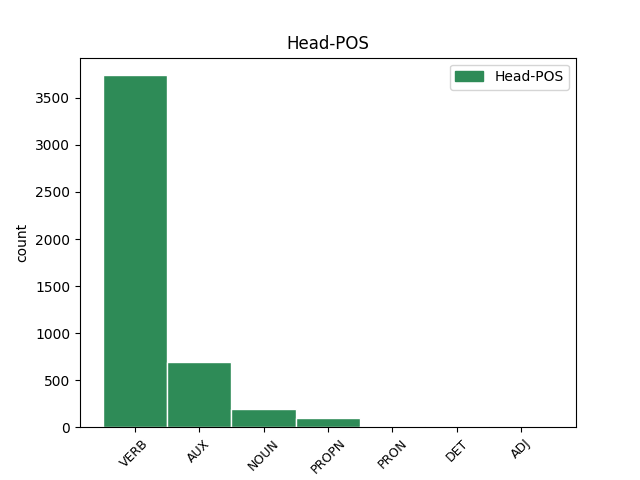 Head-POS
Head-POS
3500
3000
2500
2000
1500
1000
500
0
count
VERB
AUX
NOUN
PROPN
PRON
DET
ADJ